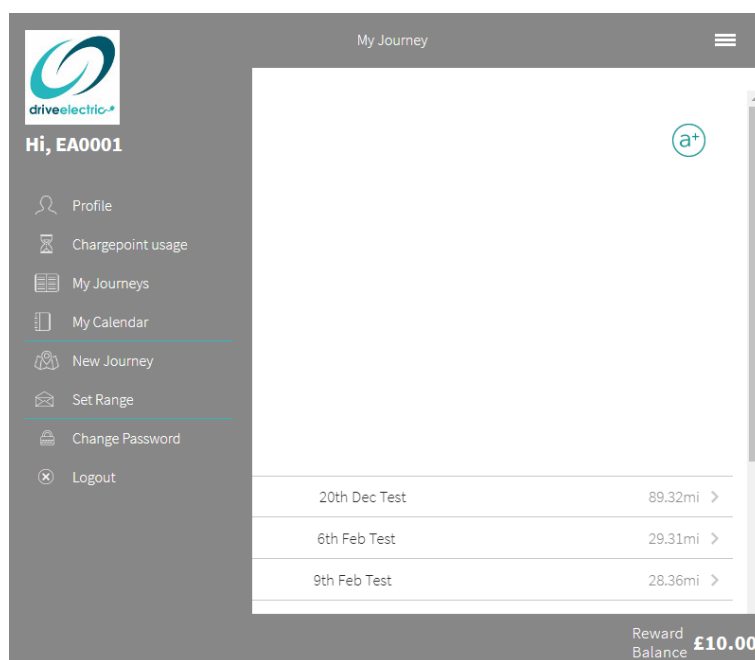 My Journey
driveelectric
Hi, EA0001
a+
Profile
Chargepoint usage
My Journeys
My Calendar
New Journey
Set Range
Change Password
Logout
20th Dec Test 89.32mi
6th Feb Test 29.31mi
9th Feb Test 28.36mi
Reward
Balance £10.00